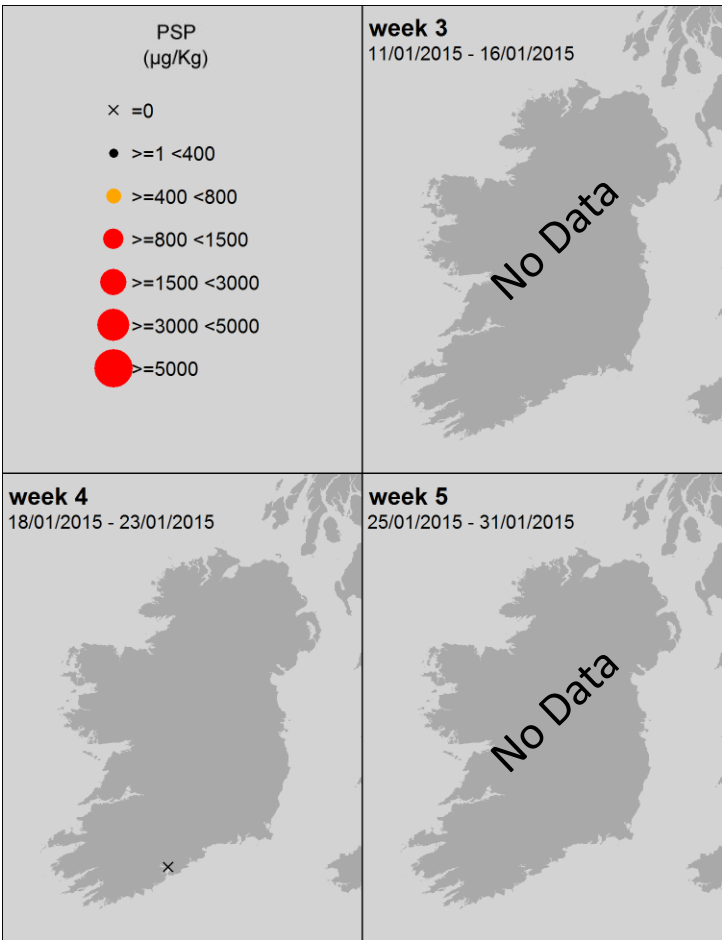 PSP
(µg/Kg)
× =0
>=1 <400
>=400 <800
>=800 <1500
>=1500 <3000
>=3000 <5000
>=5000
week 3
11/01/2015 - 16/01/2015
No Data
week 4
18/01/2015 - 23/01/2015
×
week 5
25/01/2015 - 31/01/2015
No Data